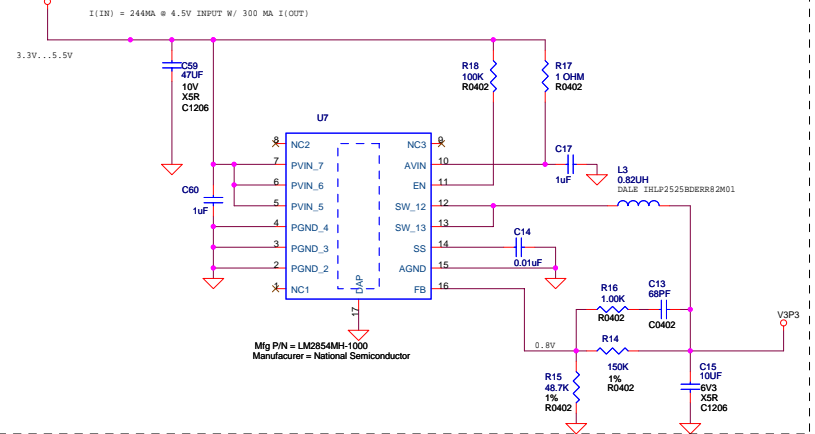 I(IN) = 244MA @ 4.5V INPUT W/ 300 MA I(OUT)
3.3V...5.5V
C59
47UF
10V
X5R
C1206
R18
100K
R0402
R17
1 OHM
R0402
U7
8 NC2
7 PVIN_7
6 PVIN_6
5 PVIN_5
4 PGND_4
3 PGND_3
2 PGND_2
1 NC1
NC3 9
AVIN 10
EN 11
SW_12 12
SW_13 13
SS 14
AGND 15
FB 16
DAP
17
C60
1uF
C17
1uF
L3
0.82UH
DALE IHLP2525BDERR82M01
C14
0.01uF
R16
1.00K
R0402
C13
68PF
C0402
V3P3
0.8V
R14
150K
1%
R0402
R15
48.7K
1%
R0402
C15
10UF
6V3
X5R
C1206
Mfg P/N = LM2854MH-1000
Manufacurer = National Semiconductor